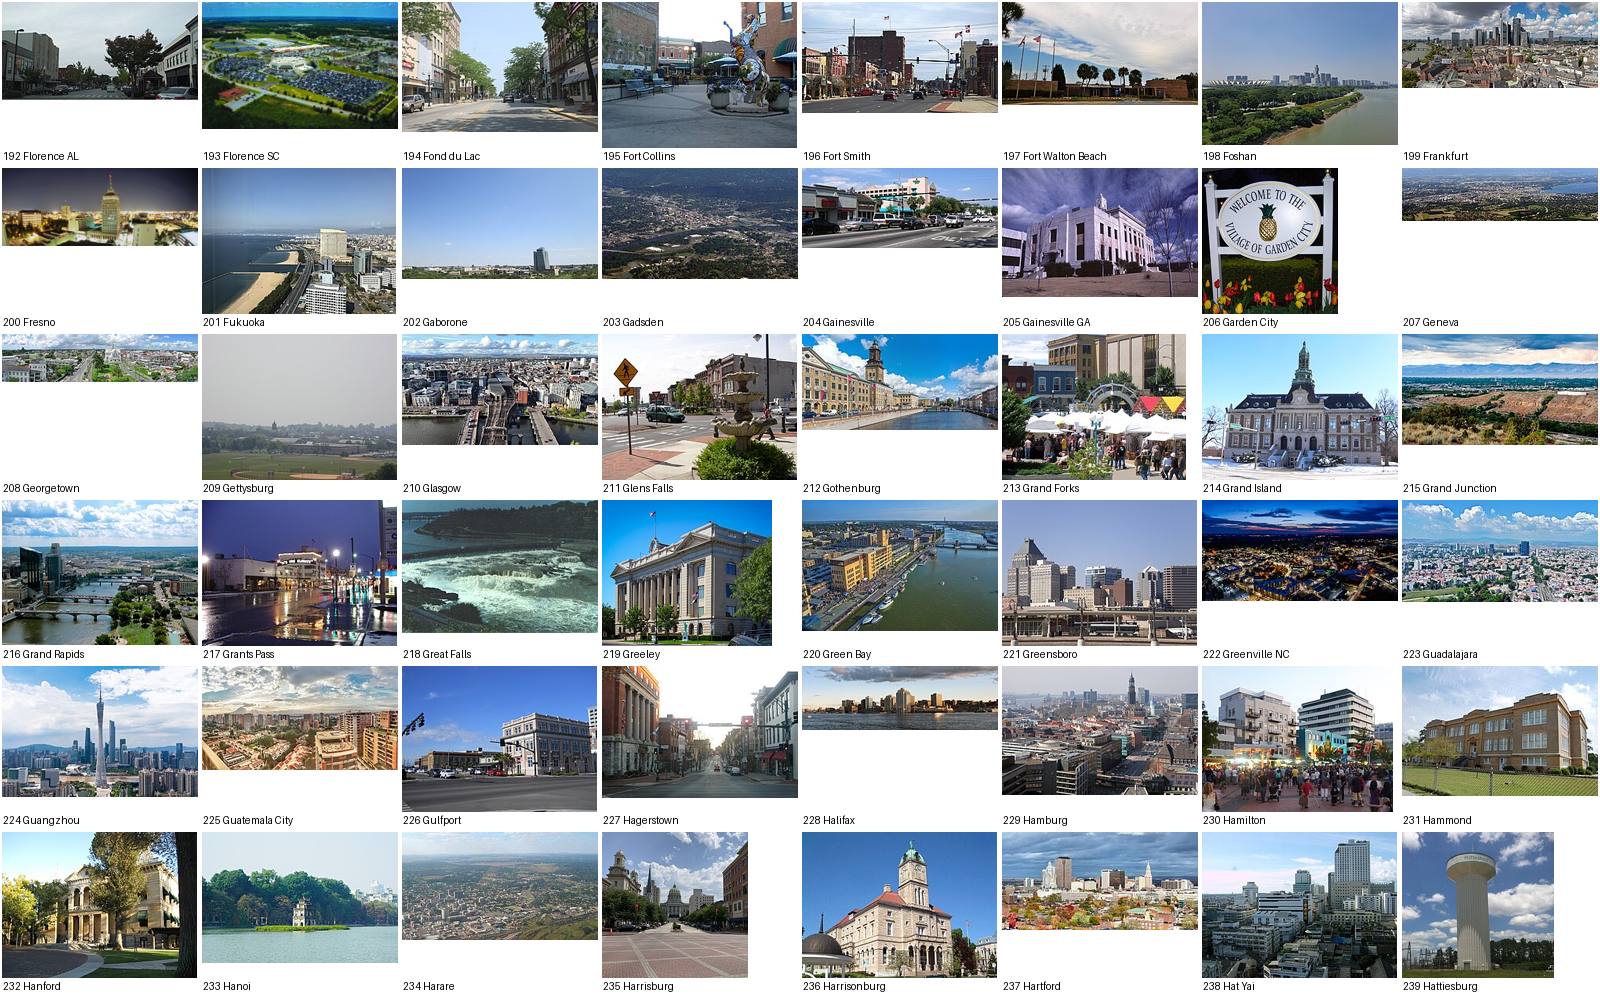 192 Florence AL
193 Florence SC
194 Fond du Lac
195 Fort Collins
196 Fort Smith
197 Fort Walton Beach
198 Foshan
199 Frankfurt
WELCOME TO THE
VILLAGE OF GARDEN CITY
200 Fresno
201 Fukuoka
202 Gaborone
203 Gadsden
204 Gainesville
205 Gainesville GA
206 Garden City
207 Geneva
208 Georgetown
209 Gettysburg
210 Glasgow
211 Glens Falls
212 Gothenburg
213 Grand Forks
214 Grand Island
215 Grand Junction
216 Grand Rapids
217 Grants Pass
218 Great Falls
219 Greeley
220 Green Bay
221 Greensboro
222 Greenville NC
223 Guadalajara
224 Guangzhou
225 Guatemala City
226 Gulfport
227 Hagerstown
228 Halifax
229 Hamburg
230 Hamilton
231 Hammond
232 Hanford
233 Hanoi
234 Harare
235 Harrisburg
236 Harrisonburg
237 Hartford
238 Hat Yai
239 Hattiesburg